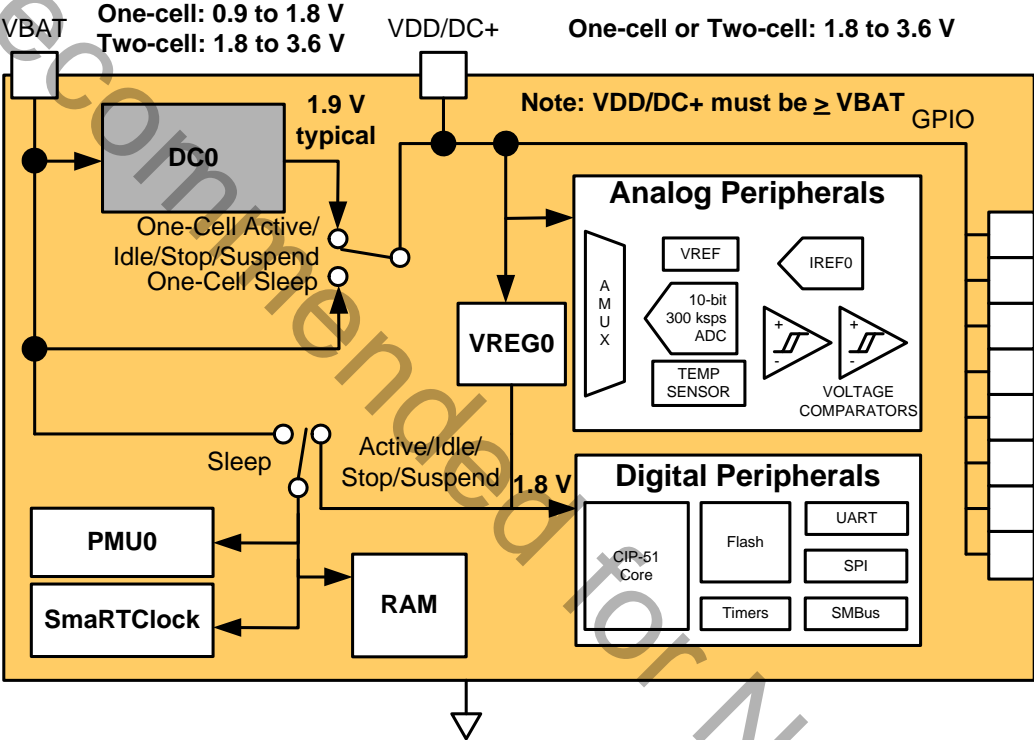 One-cell: 0.9 to 1.8 V
VBAT
Two-cell: 1.8 to 3.6 V
VDD/DC+
One-cell or Two-cell: 1.8 to 3.6 V
1.9 V
typical
Note: VDD/DC+ must be ≥ VBAT
GPIO
DC0
One-Cell Active/
Idle/Stop/Suspend
One-Cell Sleep
VREG0
Analog Peripherals
A
M
U
X
VREF
IREF0
10-bit
300 ksps
ADC
TEMP
SENSOR
+
-
+
-
VOLTAGE
COMPARATORS
Sleep
Active/Idle/
Stop/Suspend
1.8 V
Digital Peripherals
CIP-51
Core
Flash
Timers
UART
SPI
SMBus
PMU0
SmaRTClock
RAM
ecommended for N